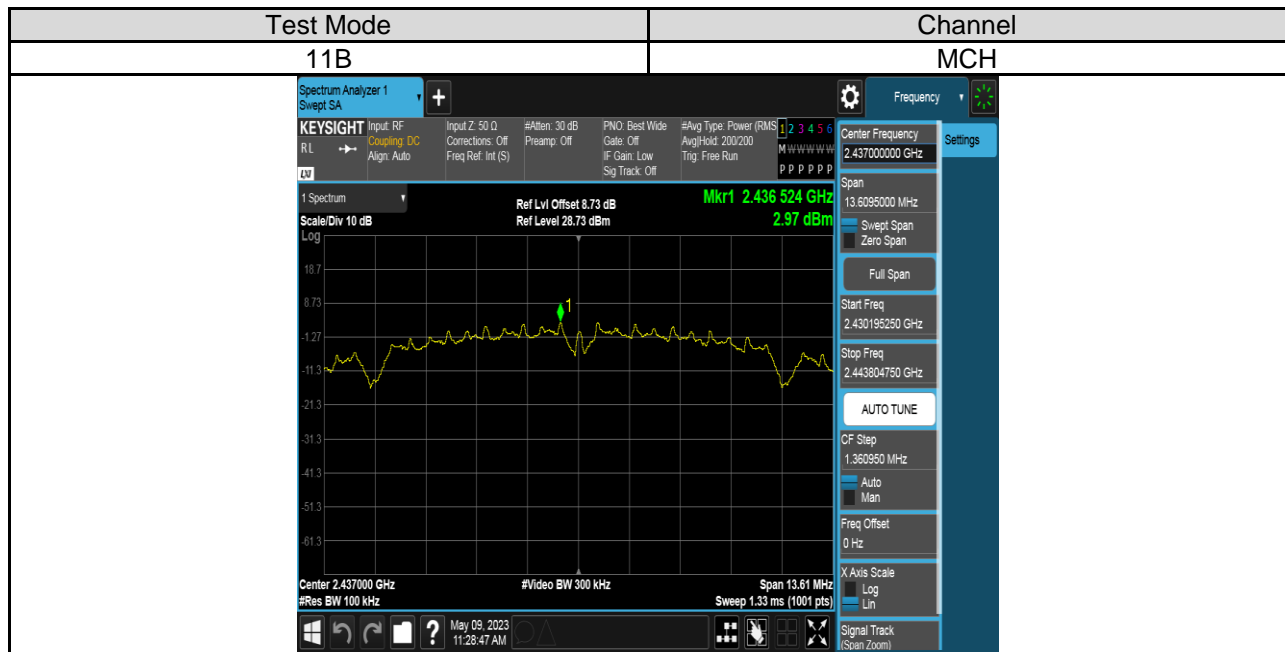 Test Mode
Channel
11B
MCH
Spectrum Analyzer 1
Swept SA
+
Frequency
KEYSIGHT
RL
LXI
Input: RF
Coupling: DC
Align: Auto
Input Z: 50 Ω
Corrections: Off
Freq Ref: Int (S)
#Atten: 30 dB
Preamp: Off
PNO: Best Wide
Gate: Off
IF Gain: Low
Sig Track: Off
#Avg Type: Power (RMS
Avg|Hold: 200/200
Trig: Free Run
1 2 3 4 5 6
M W W W W W
P P P P P P
Center Frequency
2.437000000 GHz
Settings
1 Spectrum
Scale/Div 10 dB
Log
Ref Lvl Offset 8.73 dB
Ref Level 28.73 dBm
Mkr1 2.436 524 GHz
2.97 dBm
Span
13.6095000 MHz
Swept Span
Zero Span
Full Span
Start Freq
2.430195250 GHz
Stop Freq
2.443804750 GHz
AUTO TUNE
CF Step
1.360950 MHz
Auto
Man
Freq Offset
0 Hz
X Axis Scale
Log
Lin
Signal Track
(Span Zoom)
18.7
8.73
1
-1.27
-11.3
-21.3
-31.3
-41.3
-51.3
-61.3
Center 2.437000 GHz
#Res BW 100 kHz
#Video BW 300 kHz
Span 13.61 MHz
Sweep 1.33 ms (1001 pts)
?
May 09, 2023
11:28:47 AM